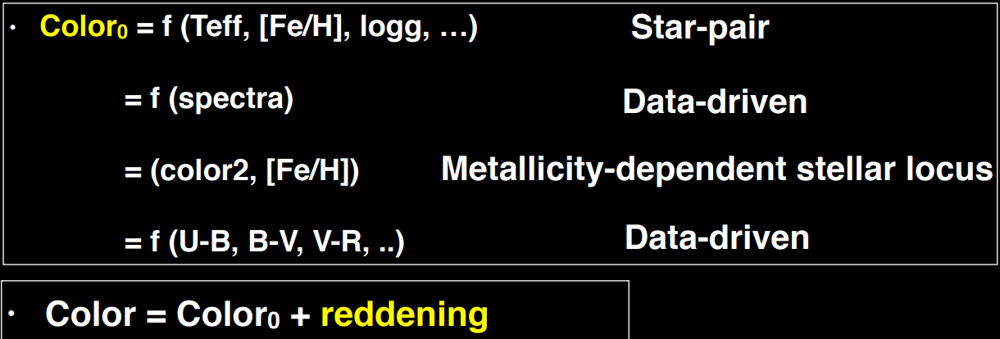 · Color₀ = f (Teff, [Fe/H], logg, …) Star-pair
= f (spectra) Data-driven
= (color2, [Fe/H]) Metallicity-dependent stellar locus
= f (U-B, B-V, V-R, ..) Data-driven
· Color = Color₀ + reddening